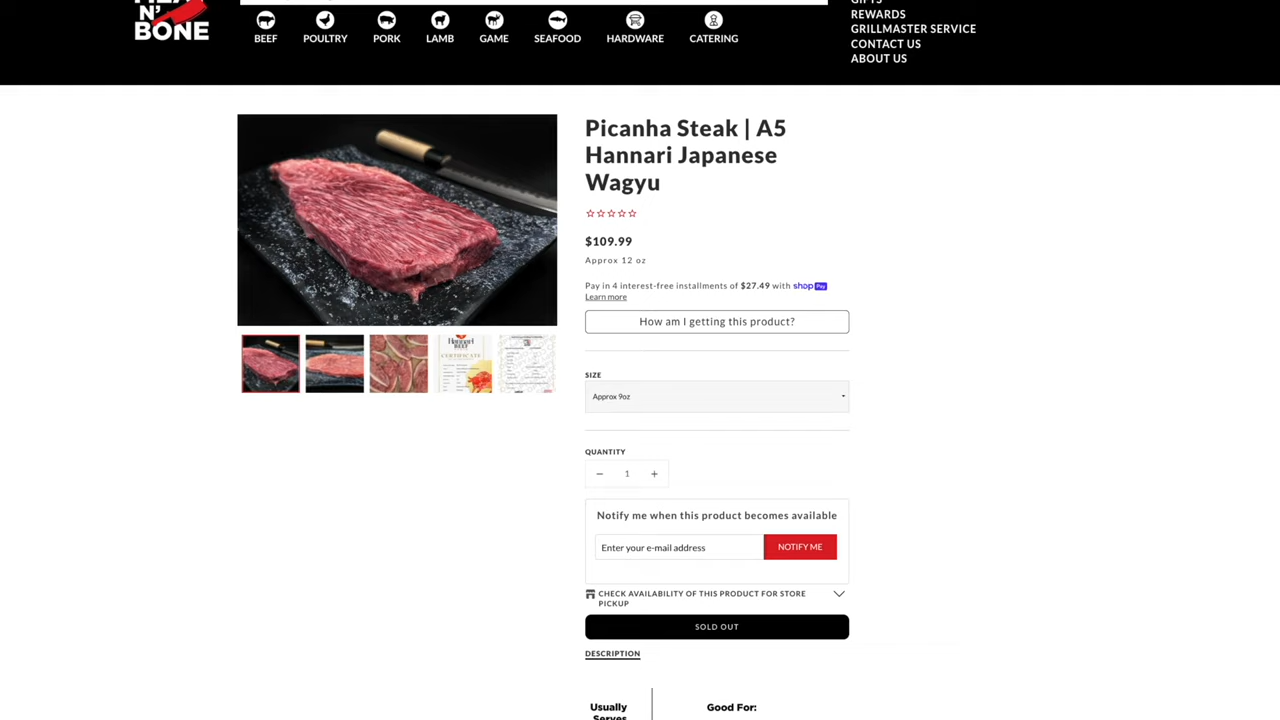 N'
BONE
BEEF
POULTRY
PORK
LAMB
GAME
SEAFOOD
HARDWARE
CATERING
REWARDS
GRILLMASTER SERVICE
CONTACT US
ABOUT US
Picanha Steak | A5
Hannari Japanese
Wagyu
$109.99
Approx 12 oz
Pay in 4 interest-free installments of $27.49 with shop Pay
Learn more
How am I getting this product?
SIZE
Approx 9oz
QUANTITY
− 1 +
Notify me when this product becomes available
Enter your e-mail address
NOTIFY ME
CHECK AVAILABILITY OF THIS PRODUCT FOR STORE
PICKUP
SOLD OUT
DESCRIPTION
Usually
Serves
Good For:
Hannari
BEEF
CERTIFICATE